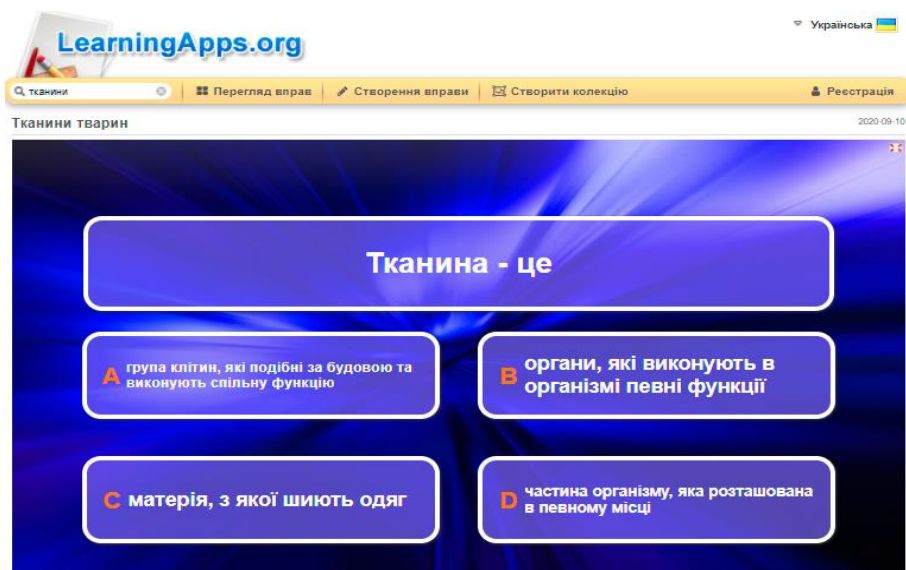 LearningApps.org
Українська
тканини
Перегляд вправ
Створення вправи
Створити колекцію
Реєстрація
Тканини тварин
2020-09-10
Тканина - це
A група клітин, які подібні за будовою та
виконують спільну функцію
B органи, які виконують в
організмі певні функції
C матерія, з якої шиють одяг
D частина організму, яка розташована
в певному місці